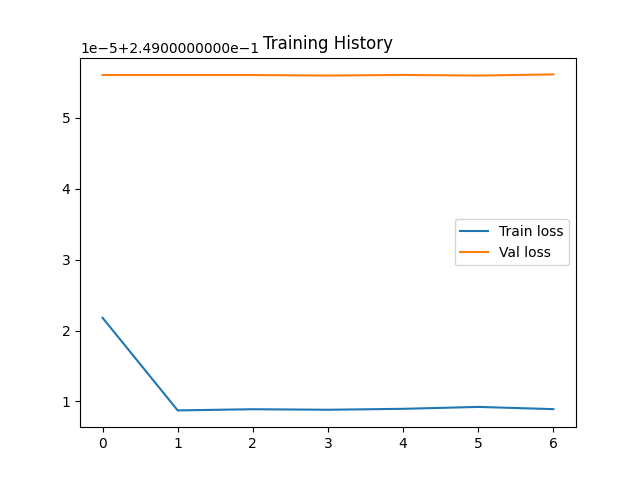 1e−5+2.4900000000e−1
Training History
5
4
3
2
1
Train loss
Val loss
0 1 2 3 4 5 6